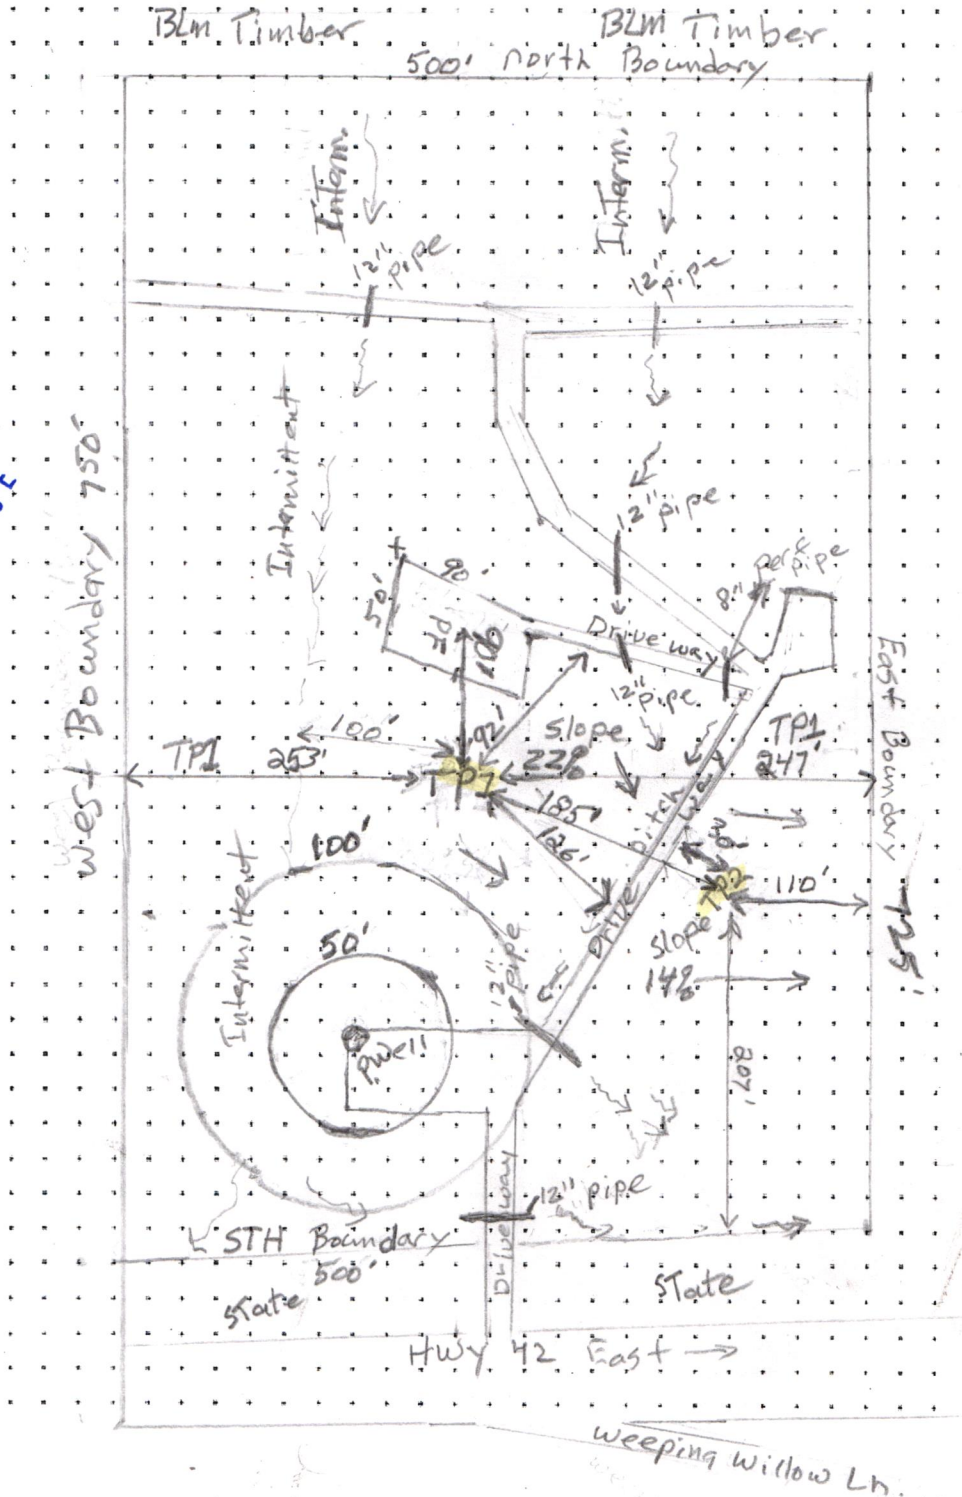 BLM Timber
BLM Timber
500' north Boundary
Interm.
Interm.
12" pipe
12" pipe
Intermittent
12" pipe
West Boundary 750'
90'
50'
8" perf pipe
Driveway
12" pipe
106'
92'
Slope
22%
100'
TP1
253'
TP1
TP1
247'
East Boundary 725'
185'
126'
ditch
Drive
TP2
110'
slope
14%
100'
50'
Intermittent
12" pipe
well
207'
12" pipe
Driveway
STH Boundary
500'
State
State
HWY 42 East
Weeping Willow Ln.